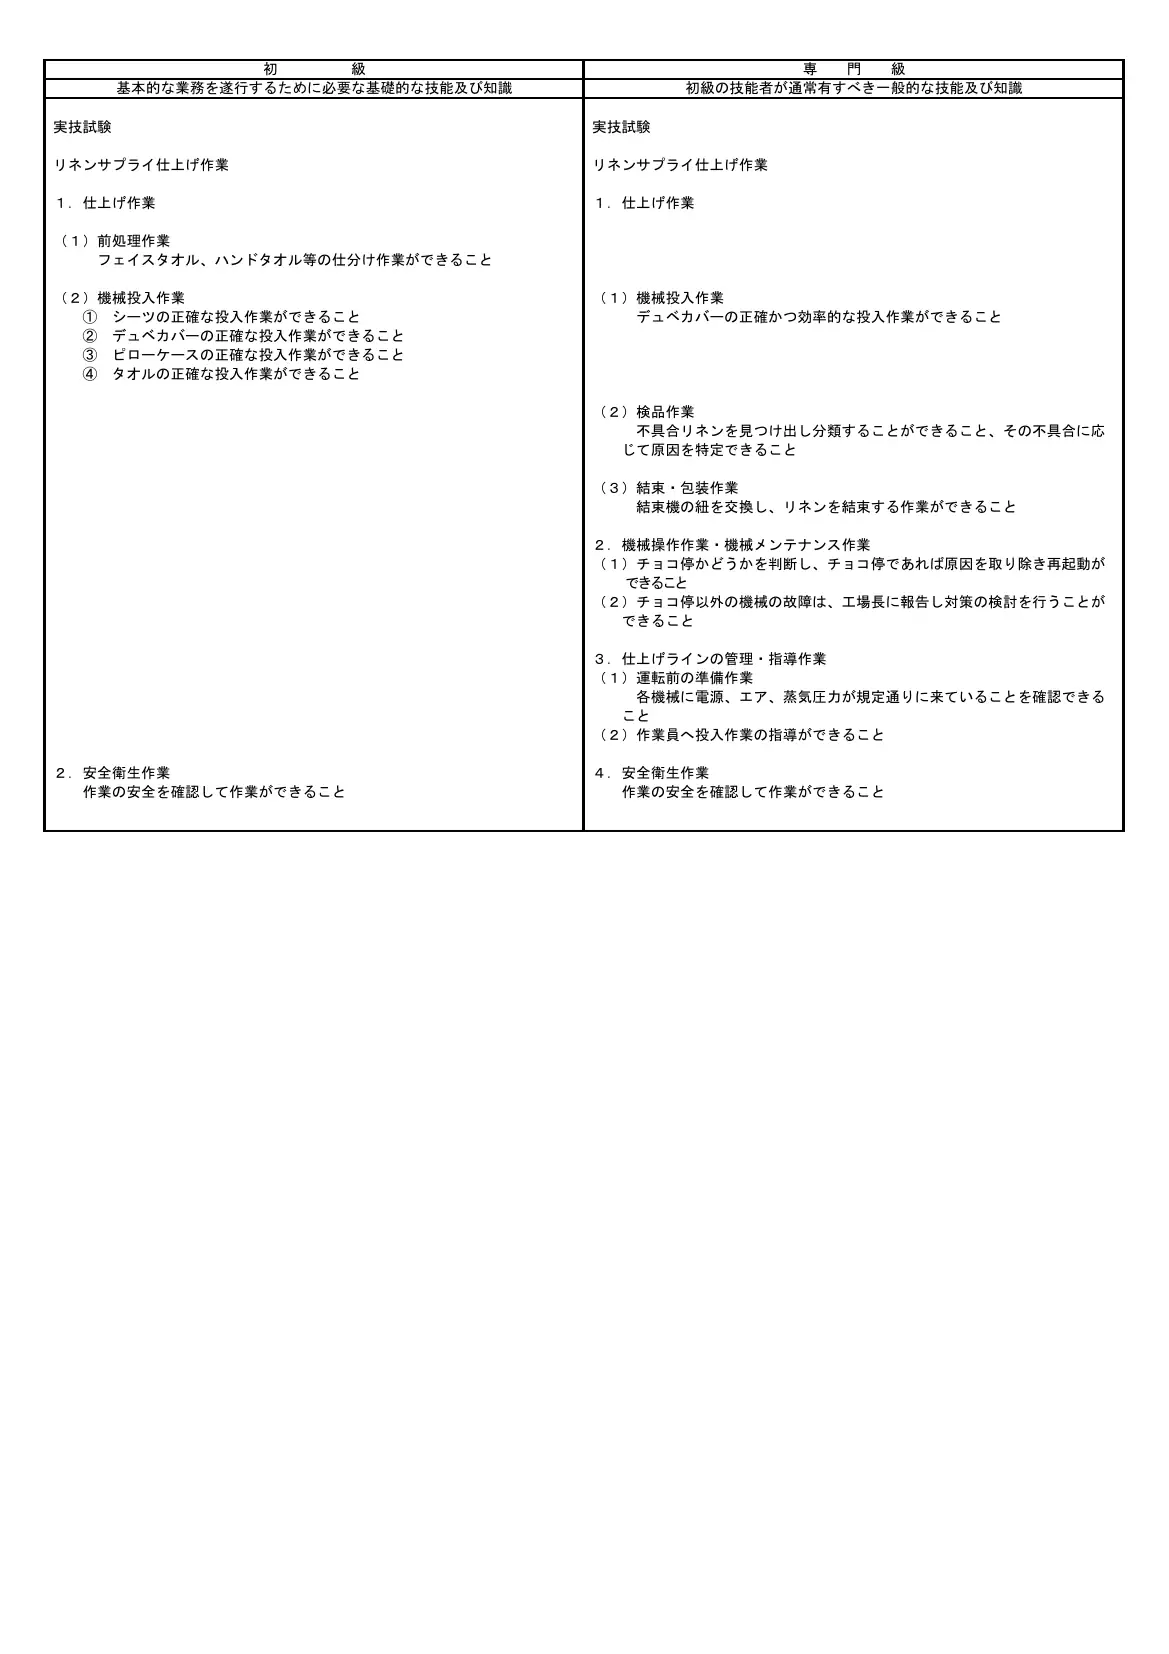 初　　　　　級
基本的な業務を遂行するために必要な基礎的な技能及び知識
実技試験
リネンサプライ仕上げ作業
１．仕上げ作業
（１）前処理作業
フェイスタオル、ハンドタオル等の仕分け作業ができること
（２）機械投入作業
①　シーツの正確な投入作業ができること
②　デュベカバーの正確な投入作業ができること
③　ピローケースの正確な投入作業ができること
④　タオルの正確な投入作業ができること
２．安全衛生作業
作業の安全を確認して作業ができること
専　　門　　級
初級の技能者が通常有すべき一般的な技能及び知識
実技試験
リネンサプライ仕上げ作業
１．仕上げ作業
（１）機械投入作業
デュベカバーの正確かつ効率的な投入作業ができること
（２）検品作業
不具合リネンを見つけ出し分類することができること、その不具合に応
じて原因を特定できること
（３）結束・包装作業
結束機の紐を交換し、リネンを結束する作業ができること
２．機械操作作業・機械メンテナンス作業
（１）チョコ停かどうかを判断し、チョコ停であれば原因を取り除き再起動が
できること
（２）チョコ停以外の機械の故障は、工場長に報告し対策の検討を行うことが
できること
３．仕上げラインの管理・指導作業
（１）運転前の準備作業
各機械に電源、エア、蒸気圧力が規定通りに来ていることを確認できる
こと
（２）作業員へ投入作業の指導ができること
４．安全衛生作業
作業の安全を確認して作業ができること